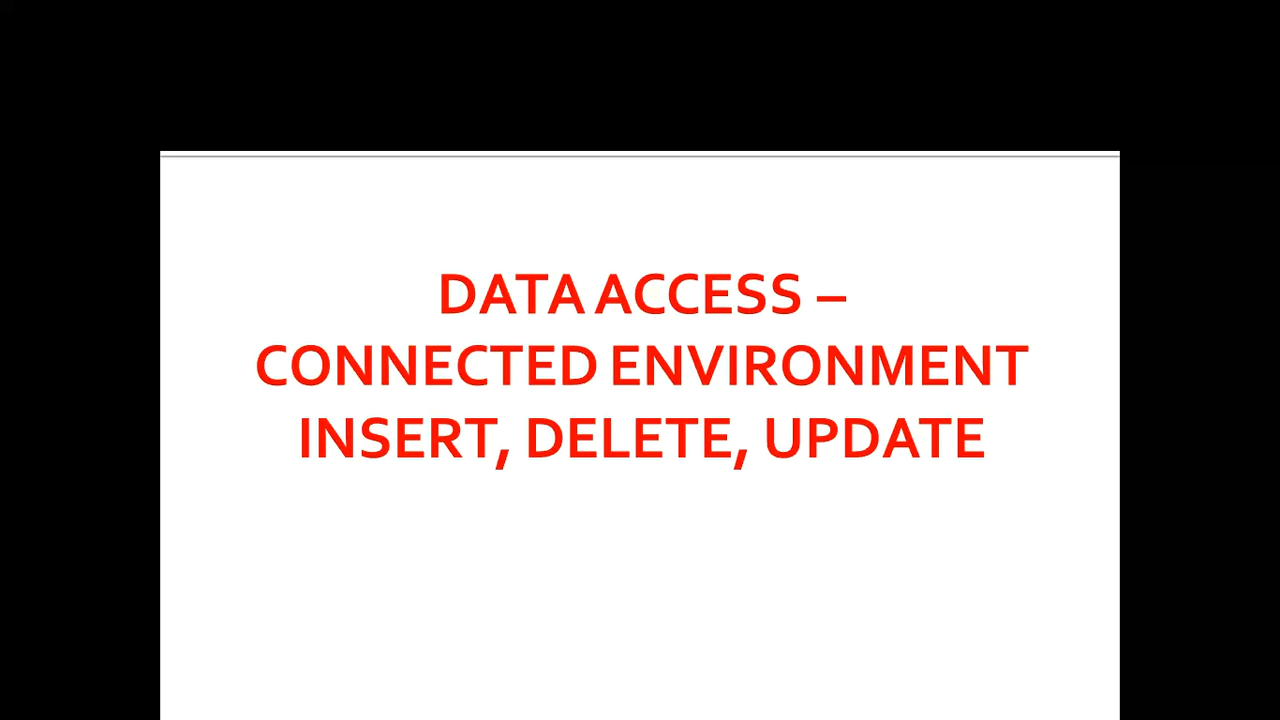 DATA ACCESS –
CONNECTED ENVIRONMENT
INSERT, DELETE, UPDATE